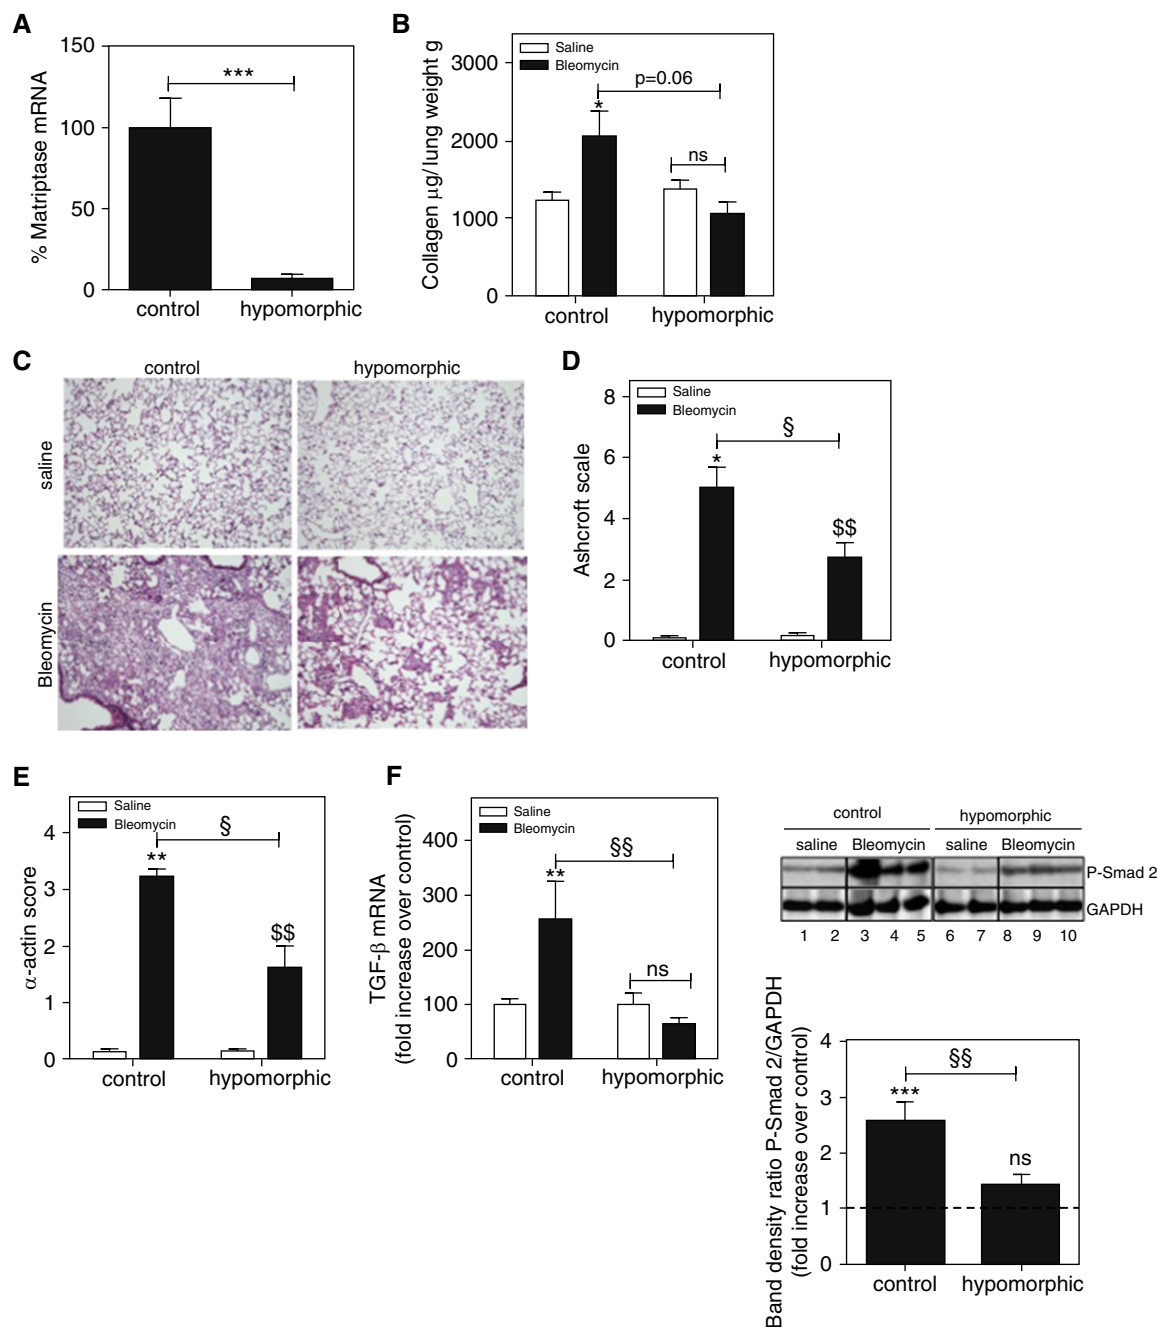 A
150
100
50
0
% Matriptase mRNA
***
control
hypomorphic
B
Saline
Bleomycin
3000
2000
1000
0
Collagen µg/lung weight g
p=0.06
*
ns
control
hypomorphic
C
control
hypomorphic
saline
Bleomycin
D
Saline
Bleomycin
8
6
4
2
0
Ashcroft scale
§
*
$$
control
hypomorphic
E
Saline
Bleomycin
4
3
2
1
0
α-actin score
§
**
$$
control
hypomorphic
F
Saline
Bleomycin
400
300
200
100
0
TGF-β mRNA
(fold increase over control)
§§
**
ns
control
hypomorphic
control hypomorphic
saline Bleomycin saline Bleomycin
P-Smad 2
GAPDH
1 2 3 4 5 6 7 8 9 10
Band density ratio P-Smad 2/GAPDH
(fold increase over control)
4
3
2
1
0
§§
***
ns
control
hypomorphic